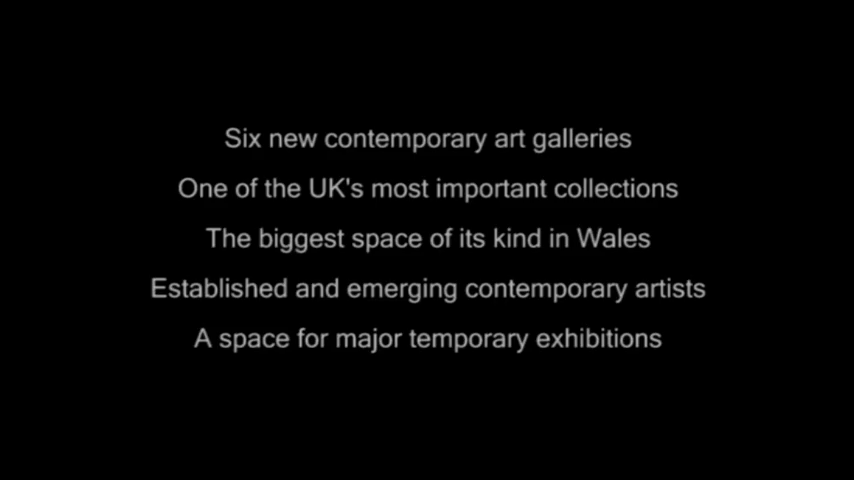 Six new contemporary art galleries
One of the UK's most important collections
The biggest space of its kind in Wales
Established and emerging contemporary artists
A space for major temporary exhibitions